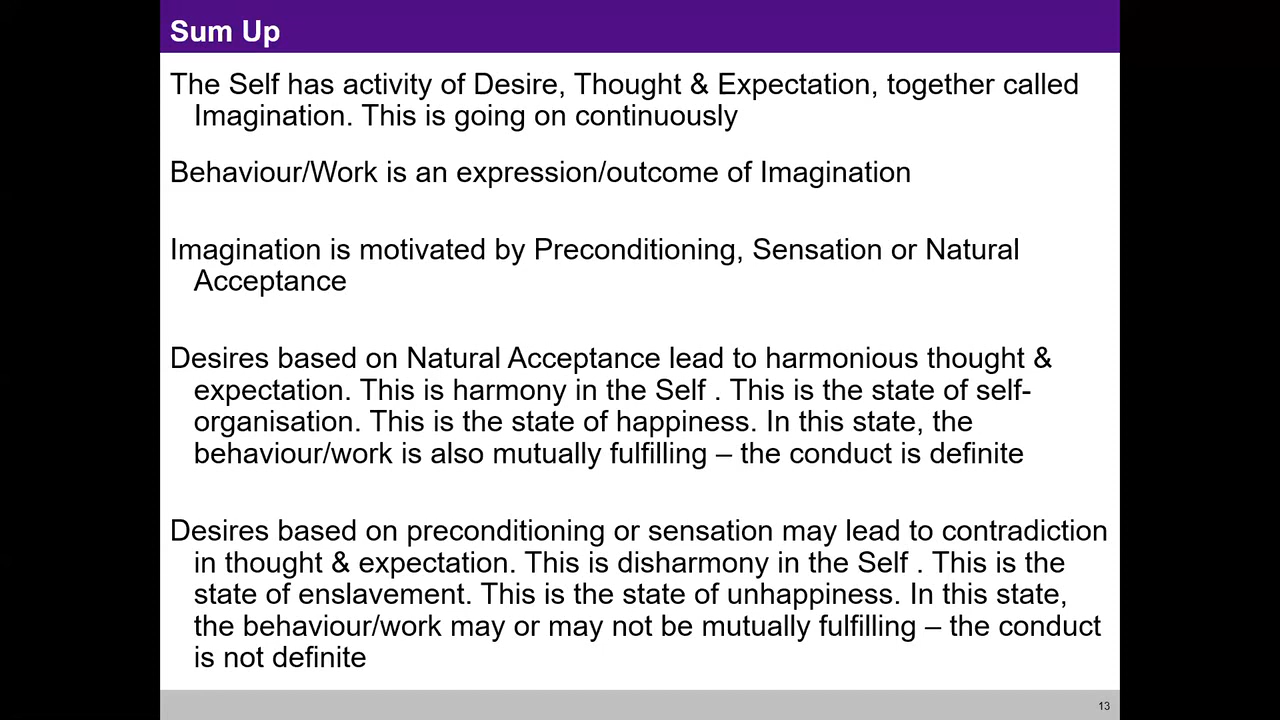 Sum Up
The Self has activity of Desire, Thought & Expectation, together called
Imagination. This is going on continuously
Behaviour/Work is an expression/outcome of Imagination
Imagination is motivated by Preconditioning, Sensation or Natural
Acceptance
Desires based on Natural Acceptance lead to harmonious thought &
expectation. This is harmony in the Self . This is the state of self-
organisation. This is the state of happiness. In this state, the
behaviour/work is also mutually fulfilling – the conduct is definite
Desires based on preconditioning or sensation may lead to contradiction
in thought & expectation. This is disharmony in the Self . This is the
state of enslavement. This is the state of unhappiness. In this state,
the behaviour/work may or may not be mutually fulfilling – the conduct
is not definite
13